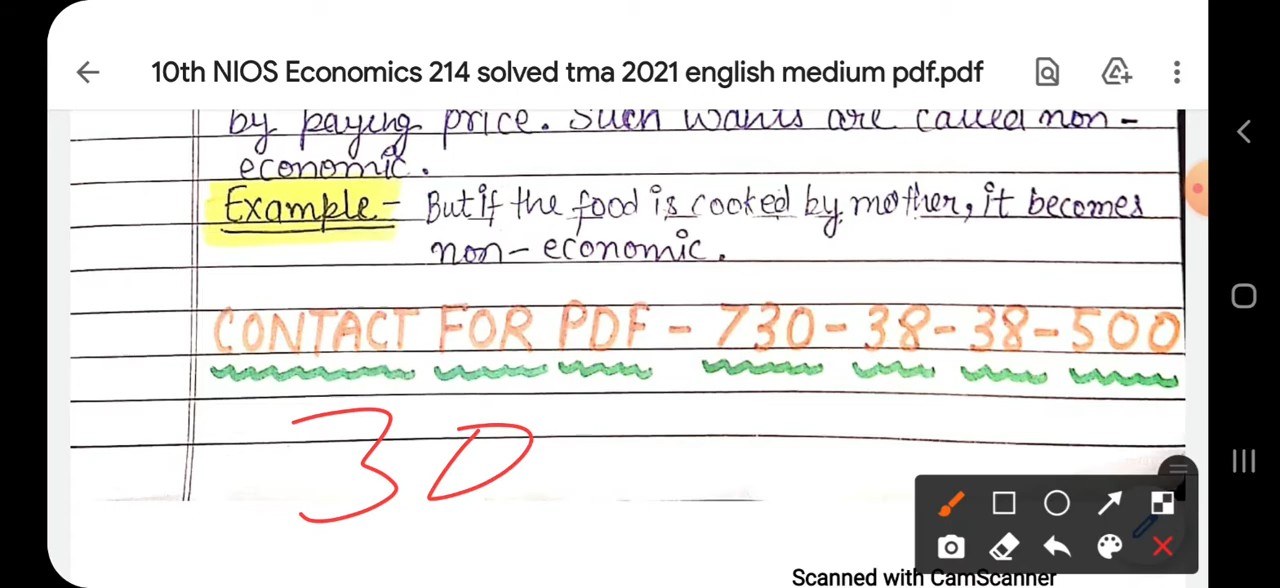 10th NIOS Economics 214 solved tma 2021 english medium pdf.pdf
by paying price. Such wants are called non-
economic.
Example- But if the food is cooked by mother, it becomes
non-economic.
CONTACT FOR PDF - 730-38-38-500
30
Scanned with CamScanner